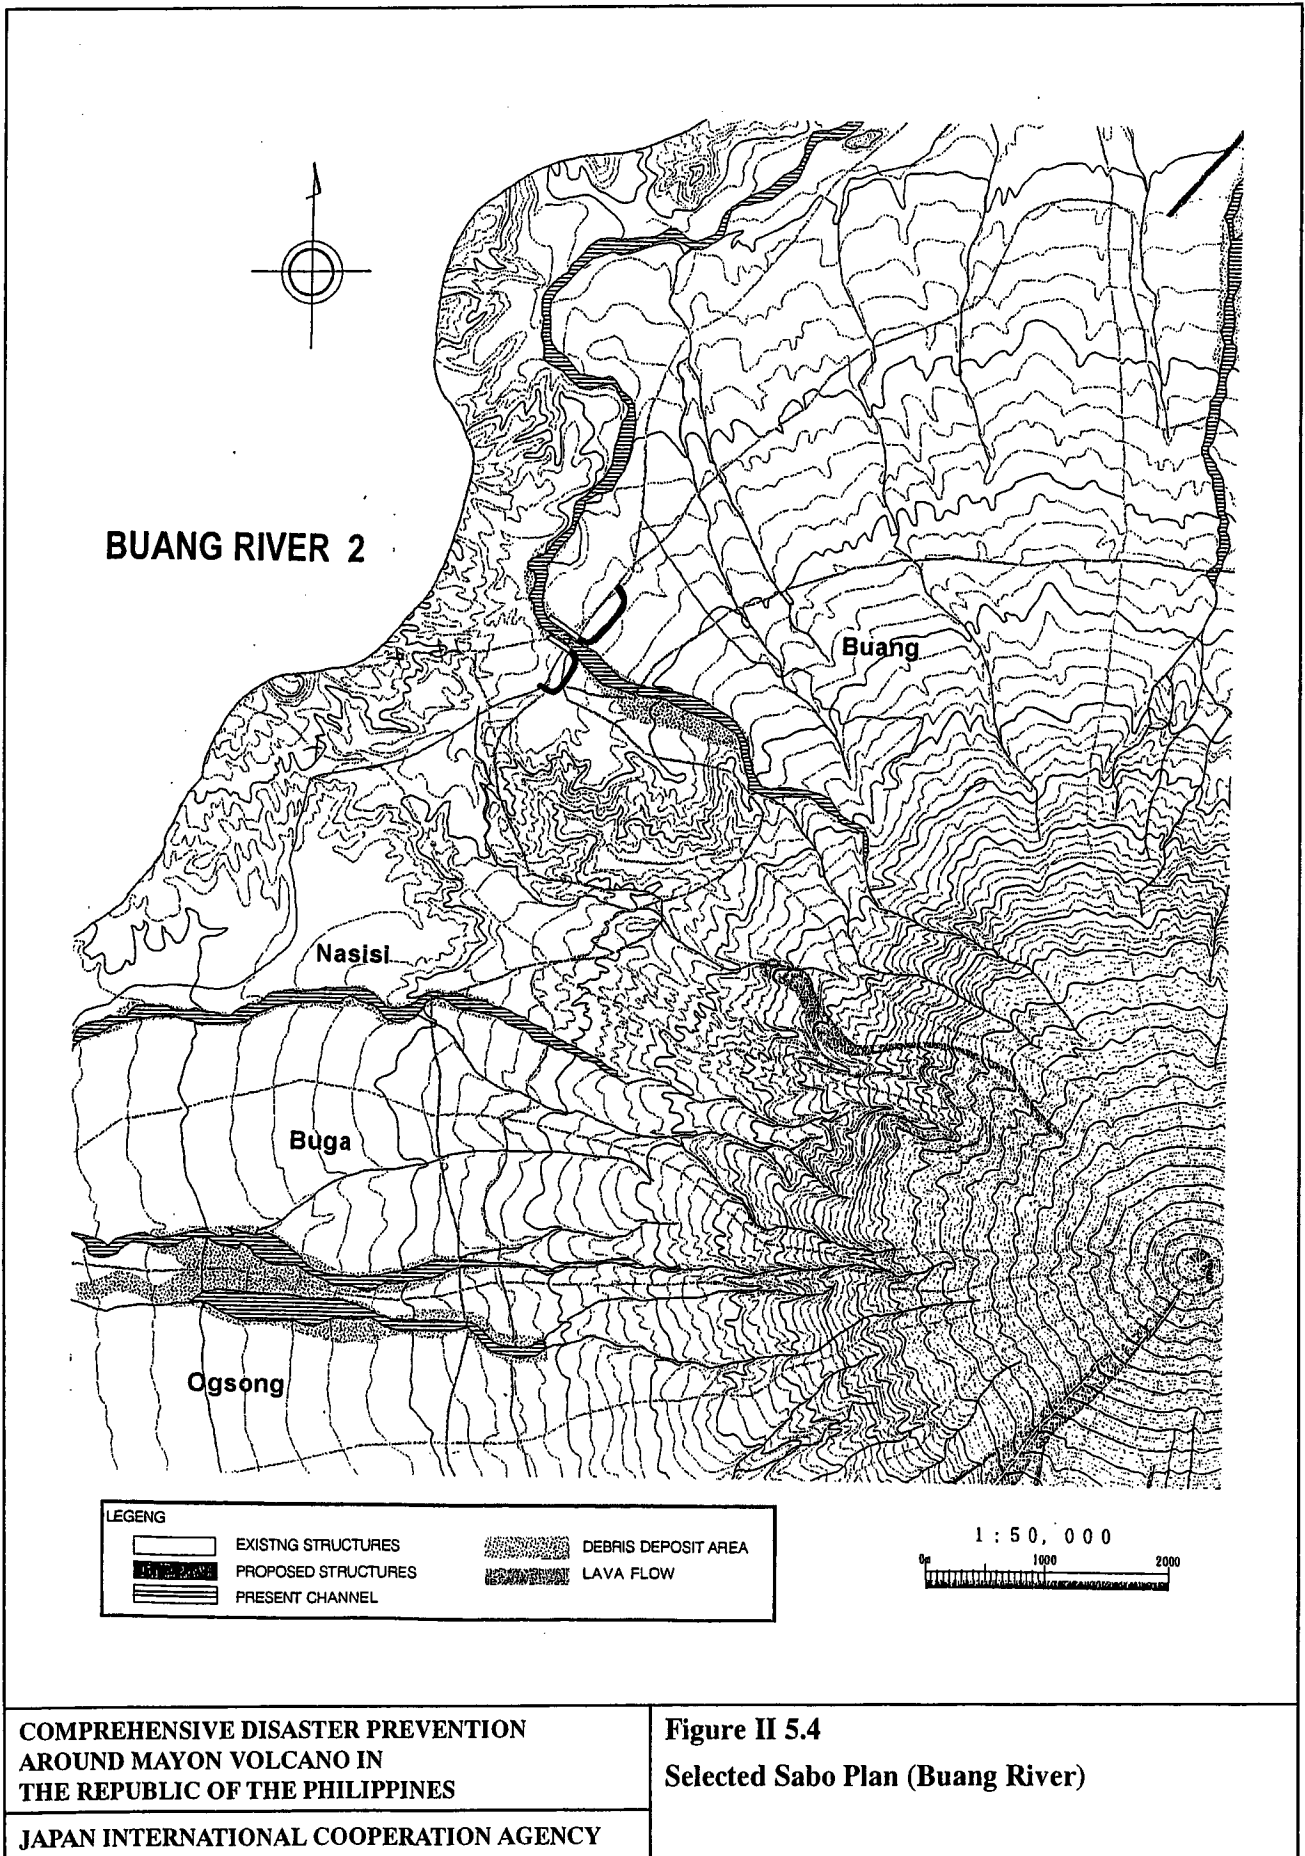 BUANG RIVER 2
Buang
Nasisi
Buga
Ogsong
LEGENG
EXISTNG STRUCTURES
PROPOSED STRUCTURES
PRESENT CHANNEL
DEBRIS DEPOSIT AREA
LAVA FLOW
1:50,000
0m 1000 2000
COMPREHENSIVE DISASTER PREVENTION
AROUND MAYON VOLCANO IN
THE REPUBLIC OF THE PHILIPPINES
JAPAN INTERNATIONAL COOPERATION AGENCY
Figure II 5.4
Selected Sabo Plan (Buang River)